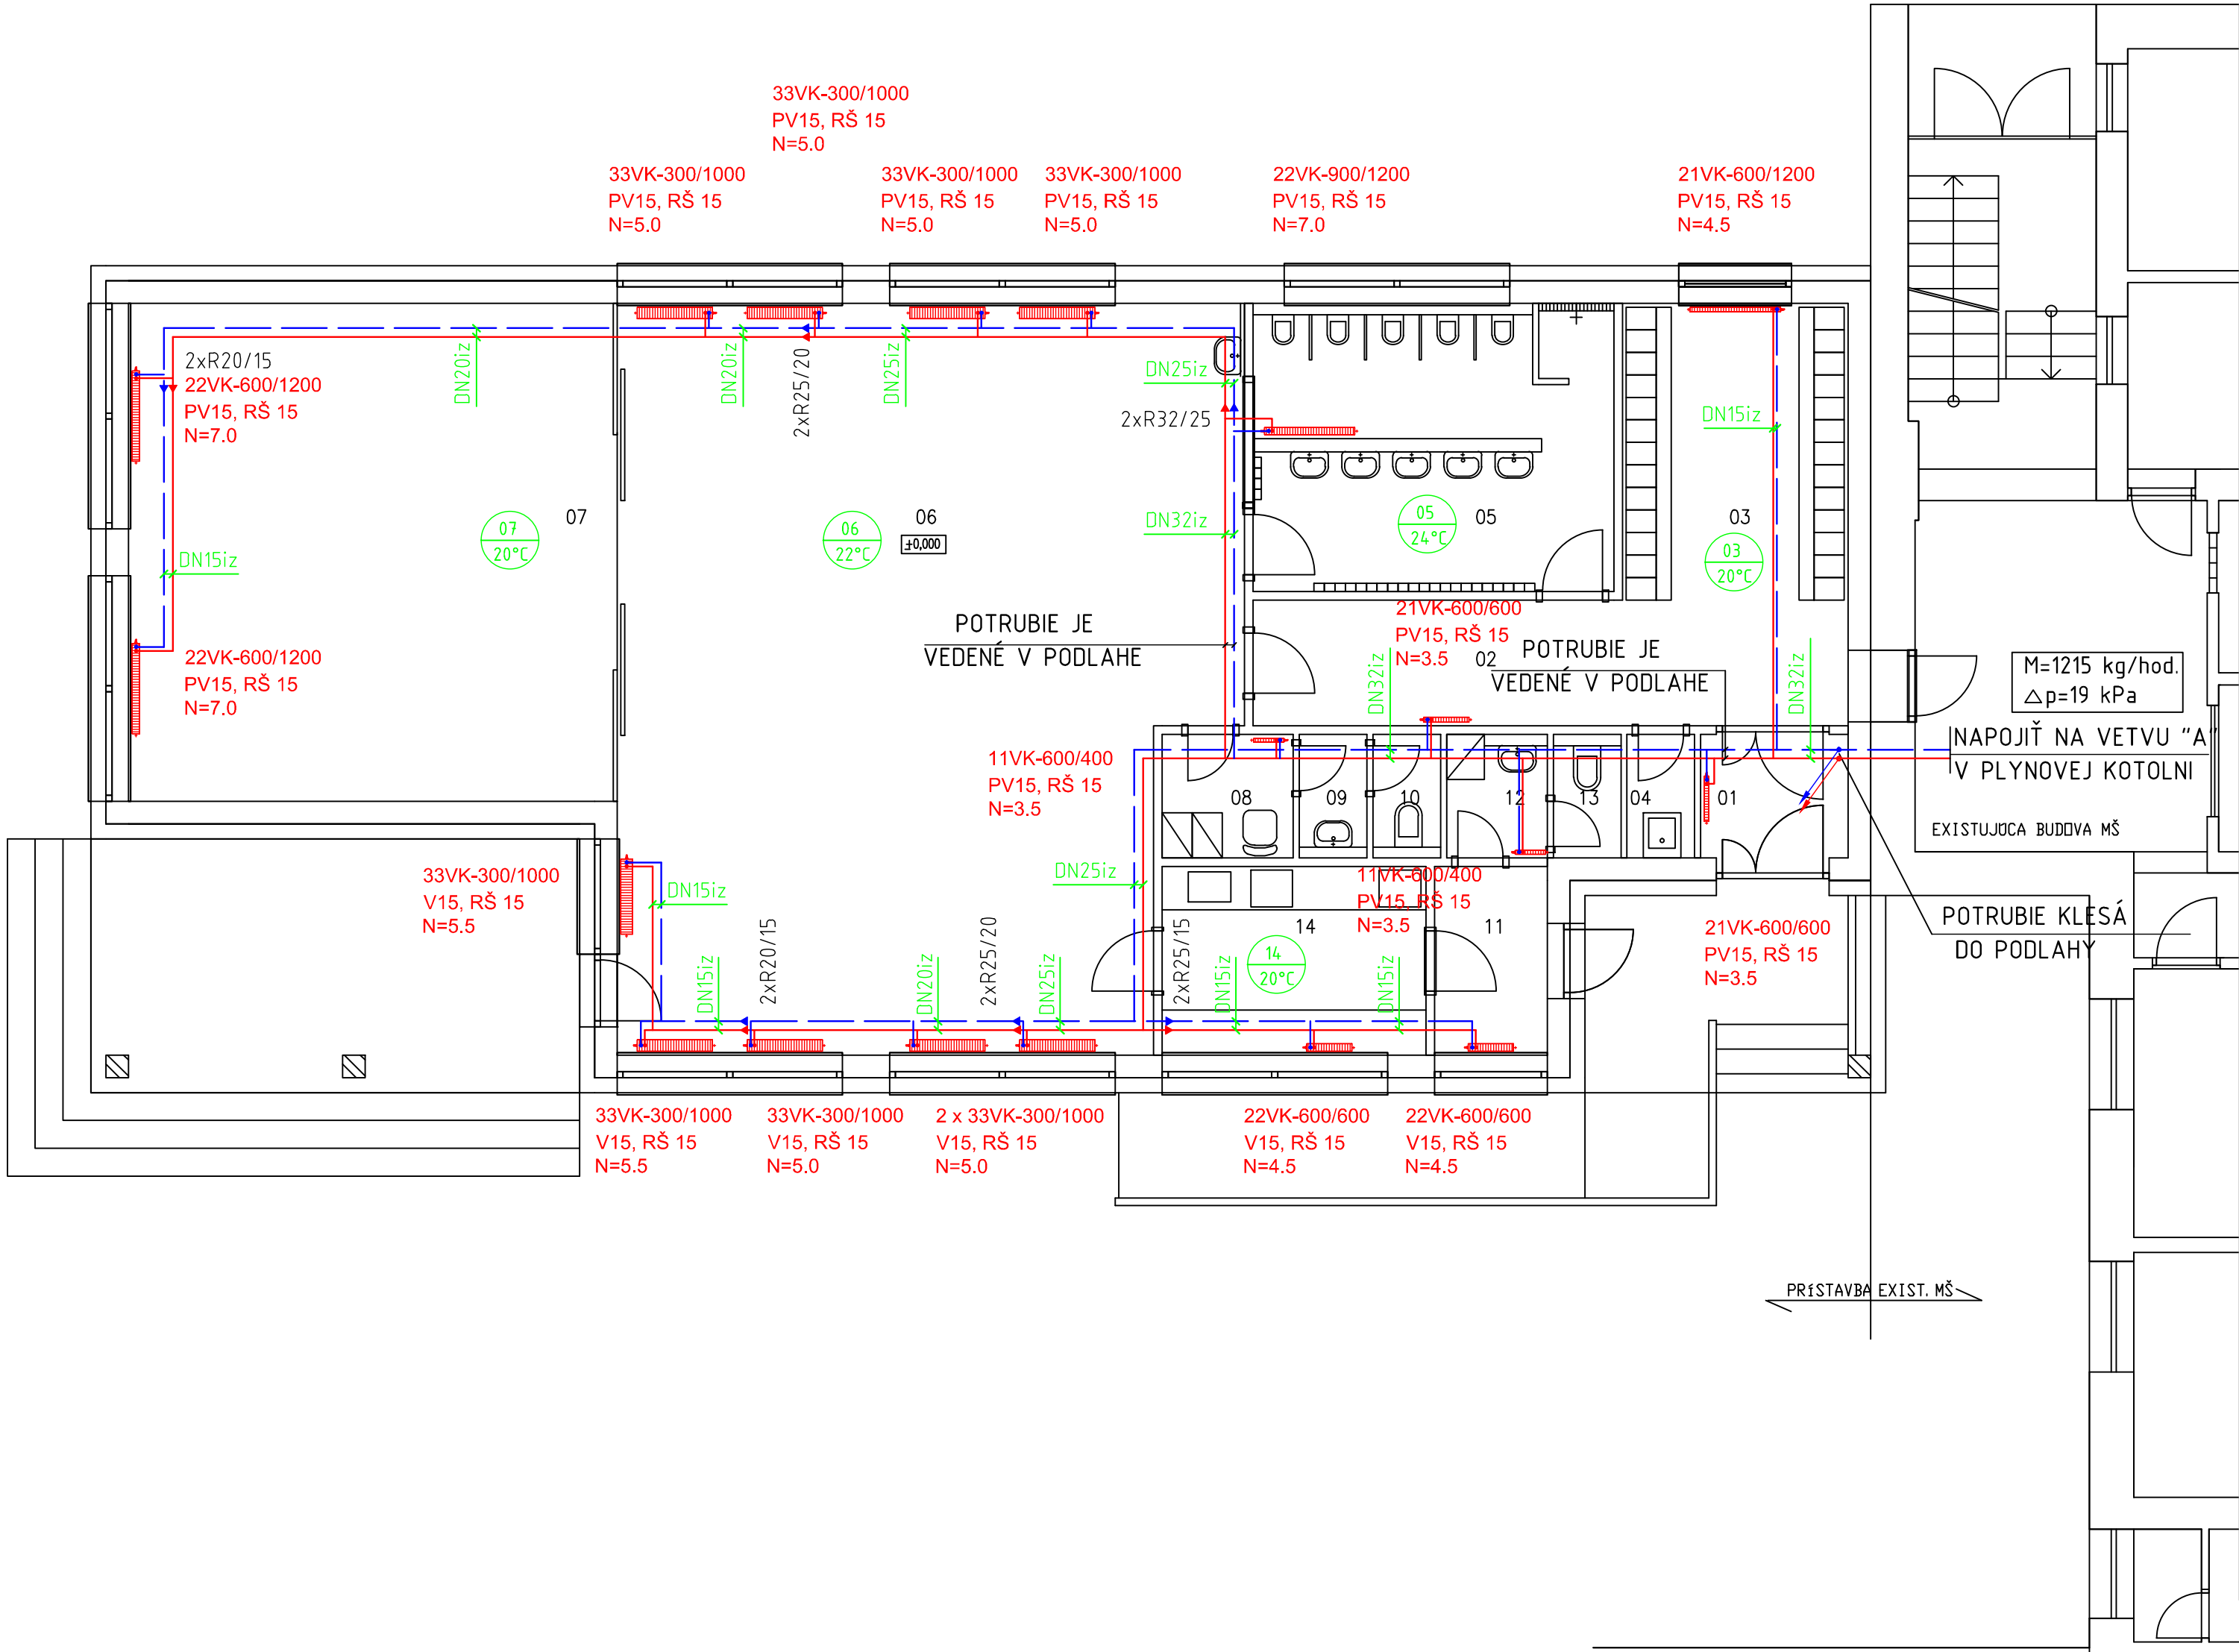 33VK-300/1000
PV15, RŠ 15
N=5.0
33VK-300/1000
PV15, RŠ 15
N=5.0
33VK-300/1000
PV15, RŠ 15
N=5.0
33VK-300/1000
PV15, RŠ 15
N=5.0
22VK-900/1200
PV15, RŠ 15
N=7.0
21VK-600/1200
PV15, RŠ 15
N=4.5
2xR20/15
22VK-600/1200
PV15, RŠ 15
N=7.0
DN20iz
DN20iz
2xR25/20
DN25iz
DN25iz
2xR32/25
DN15iz
DN32iz
07
07
20°C
06
06
22°C
±0,000
05
05
24°C
03
03
20°C
DN15iz
POTRUBIE JE
VEDENÉ V PODLAHE
21VK-600/600
PV15, RŠ 15
N=3.5
02
DN32iz
POTRUBIE JE
VEDENÉ V PODLAHE
DN32iz
22VK-600/1200
PV15, RŠ 15
N=7.0
M=1215 kg/hod.
△p=19 kPa
NAPOJIŤ NA VETVU "A"
V PLYNOVEJ KOTOLNI
11VK-600/400
PV15, RŠ 15
N=3.5
08
09
10
12
13
04
01
EXISTUJÚCA BUDOVA MŠ
33VK-300/1000
V15, RŠ 15
N=5.5
DN15iz
DN25iz
11VK-600/400
PV15, RŠ 15
N=3.5
14
14
20°C
11
21VK-600/600
PV15, RŠ 15
N=3.5
POTRUBIE KLESÁ
DO PODLAHY
DN15iz
2xR20/15
DN20iz
2xR25/20
DN25iz
2xR25/15
DN15iz
DN15iz
33VK-300/1000
V15, RŠ 15
N=5.5
33VK-300/1000
V15, RŠ 15
N=5.0
2 x 33VK-300/1000
V15, RŠ 15
N=5.0
22VK-600/600
V15, RŠ 15
N=4.5
22VK-600/600
V15, RŠ 15
N=4.5
PRÍSTAVBA EXIST. MŠ